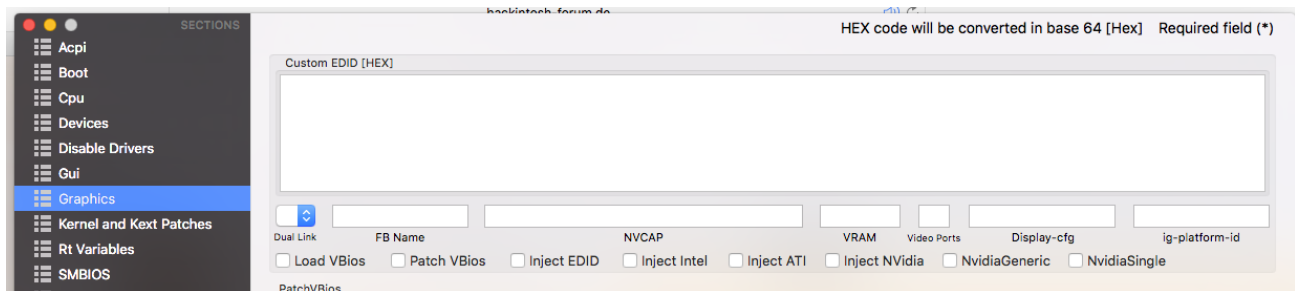 hackintosh-forum.de
SECTIONS
HEX code will be converted in base 64 [Hex] Required field (*)
Acpi
Boot
Cpu
Devices
Disable Drivers
Gui
Graphics
Kernel and Kext Patches
Rt Variables
SMBIOS
Custom EDID [HEX]
Dual Link FB Name NVCAP VRAM Video Ports Display-cfg ig-platform-id
Load VBios Patch VBios Inject EDID Inject Intel Inject ATI Inject NVidia NvidiaGeneric NvidiaSingle
PatchVBios